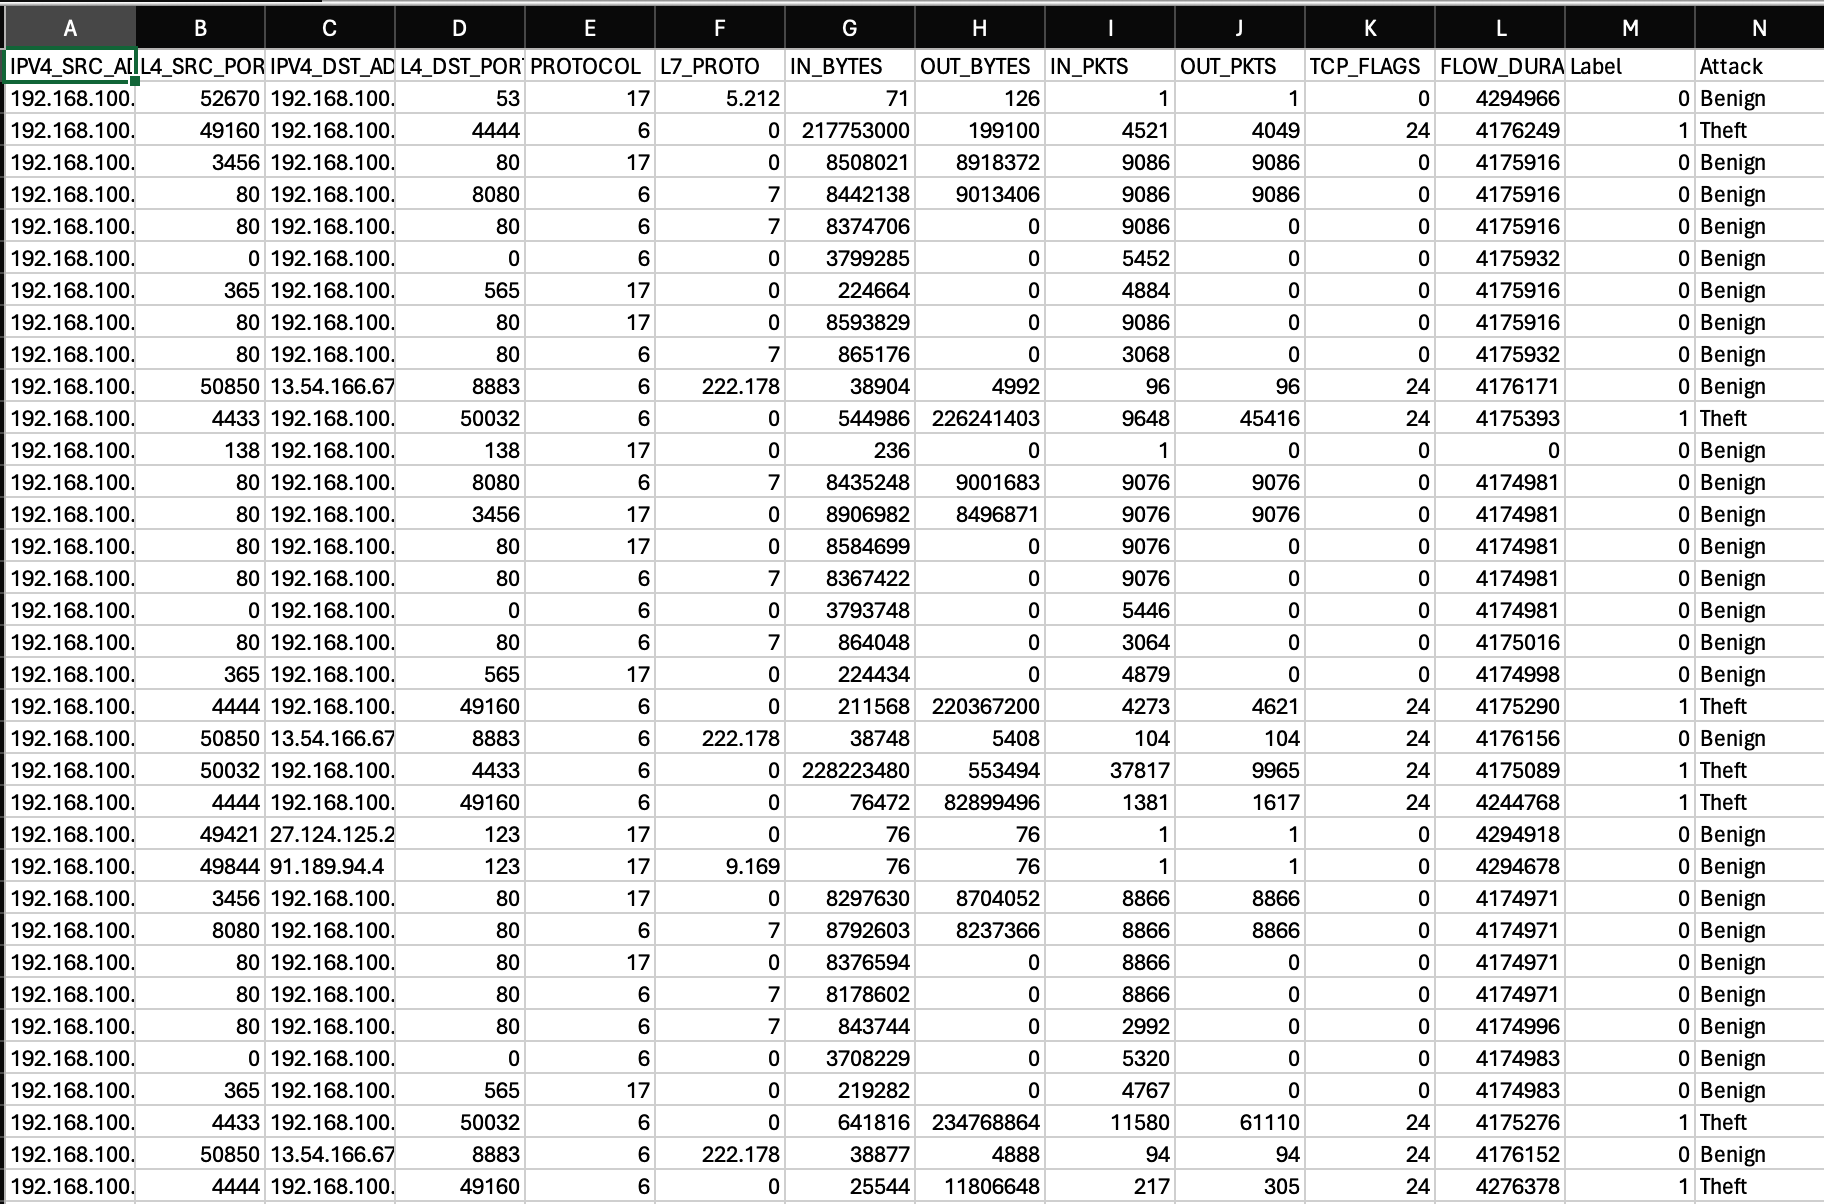 A B C D E F G H I J K L M N
IPV4_SRC_AD L4_SRC_POR IPV4_DST_AD L4_DST_POR PROTOCOL L7_PROTO IN_BYTES OUT_BYTES IN_PKTS OUT_PKTS TCP_FLAGS FLOW_DURA Label Attack
192.168.100. 52670 192.168.100. 53 17 5.212 71 126 1 1 0 4294966 0 Benign
192.168.100. 49160 192.168.100. 4444 6 0 217753000 199100 4521 4049 24 4176249 1 Theft
192.168.100. 3456 192.168.100. 80 17 0 8508021 8918372 9086 9086 0 4175916 0 Benign
192.168.100. 80 192.168.100. 8080 6 7 8442138 9013406 9086 9086 0 4175916 0 Benign
192.168.100. 80 192.168.100. 80 6 7 8374706 0 9086 0 0 4175916 0 Benign
192.168.100. 0 192.168.100. 0 6 0 3799285 0 5452 0 0 4175932 0 Benign
192.168.100. 365 192.168.100. 565 17 0 224664 0 4884 0 0 4175916 0 Benign
192.168.100. 80 192.168.100. 80 17 0 8593829 0 9086 0 0 4175916 0 Benign
192.168.100. 80 192.168.100. 80 6 7 865176 0 3068 0 0 4175932 0 Benign
192.168.100. 50850 13.54.166.67 8883 6 222.178 38904 4992 96 96 24 4176171 0 Benign
192.168.100. 4433 192.168.100. 50032 6 0 544986 226241403 9648 45416 24 4175393 1 Theft
192.168.100. 138 192.168.100. 138 17 0 236 0 1 0 0 0 0 Benign
192.168.100. 80 192.168.100. 8080 6 7 8435248 9001683 9076 9076 0 4174981 0 Benign
192.168.100. 80 192.168.100. 3456 17 0 8906982 8496871 9076 9076 0 4174981 0 Benign
192.168.100. 80 192.168.100. 80 17 0 8584699 0 9076 0 0 4174981 0 Benign
192.168.100. 80 192.168.100. 80 6 7 8367422 0 9076 0 0 4174981 0 Benign
192.168.100. 0 192.168.100. 0 6 0 3793748 0 5446 0 0 4174981 0 Benign
192.168.100. 80 192.168.100. 80 6 7 864048 0 3064 0 0 4175016 0 Benign
192.168.100. 365 192.168.100. 565 17 0 224434 0 4879 0 0 4174998 0 Benign
192.168.100. 4444 192.168.100. 49160 6 0 211568 220367200 4273 4621 24 4175290 1 Theft
192.168.100. 50850 13.54.166.67 8883 6 222.178 38748 5408 104 104 24 4176156 0 Benign
192.168.100. 50032 192.168.100. 4433 6 0 228223480 553494 37817 9965 24 4175089 1 Theft
192.168.100. 4444 192.168.100. 49160 6 0 76472 82899496 1381 1617 24 4244768 1 Theft
192.168.100. 49421 27.124.125.2 123 17 0 76 76 1 1 0 4294918 0 Benign
192.168.100. 49844 91.189.94.4 123 17 9.169 76 76 1 1 0 4294678 0 Benign
192.168.100. 3456 192.168.100. 80 17 0 8297630 8704052 8866 8866 0 4174971 0 Benign
192.168.100. 8080 192.168.100. 80 6 7 8792603 8237366 8866 8866 0 4174971 0 Benign
192.168.100. 80 192.168.100. 80 17 0 8376594 0 8866 0 0 4174971 0 Benign
192.168.100. 80 192.168.100. 80 6 7 8178602 0 8866 0 0 4174971 0 Benign
192.168.100. 80 192.168.100. 80 6 7 843744 0 2992 0 0 4174996 0 Benign
192.168.100. 0 192.168.100. 0 6 0 3708229 0 5320 0 0 4174983 0 Benign
192.168.100. 365 192.168.100. 565 17 0 219282 0 4767 0 0 4174983 0 Benign
192.168.100. 4433 192.168.100. 50032 6 0 641816 234768864 11580 61110 24 4175276 1 Theft
192.168.100. 50850 13.54.166.67 8883 6 222.178 38877 4888 94 94 24 4176152 0 Benign
192.168.100. 4444 192.168.100. 49160 6 0 25544 11806648 217 305 24 4276378 1 Theft